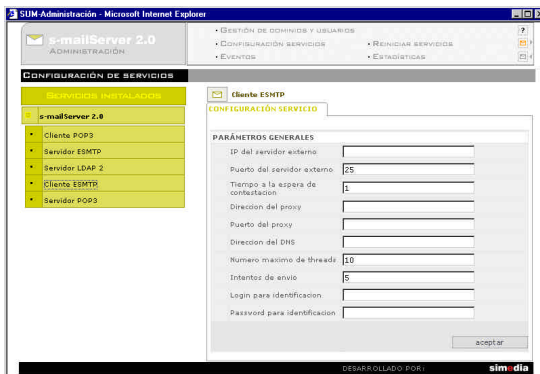 SUM-Administración - Microsoft Internet Explorer
s-mailServer 2.0
ADMINISTRACIÓN
• GESTIÓN DE DOMINIOS Y USUARIOS
• CONFIGURACIÓN SERVICIOS
• REINICIAR SERVICIOS
• EVENTOS
• ESTADÍSTICAS
?
CONFIGURACIÓN DE SERVICIOS
SERVICIOS INSTALADOS
s-mailServer 2.0
Cliente POP3
Servidor ESMTP
Servidor LDAP 2
Cliente ESMTP
Servidor POP3
Cliente ESMTP
CONFIGURACIÓN SERVICIO
PARÁMETROS GENERALES
IP del servidor externo
Puerto del servidor externo 25
Tiempo a la espera de
contestacion 1
Direccion del proxy
Puerto del proxy
Direccion del DNS
Numero maximo de threads 10
Intentos de envio 5
Login para identificacion
Password para identificacion
aceptar
DESARROLLADO POR:
simedia